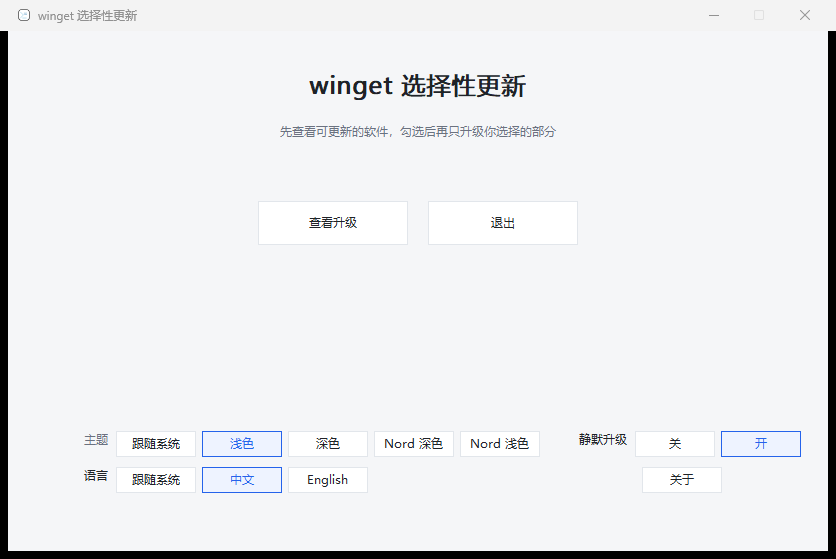 winget 选择性更新
winget 选择性更新
先查看可更新的软件，勾选后再只升级你选择的部分
查看升级 退出
主题 跟随系统 浅色 深色 Nord 深色 Nord 浅色 静默升级 关 开
语言 跟随系统 中文 English 关于